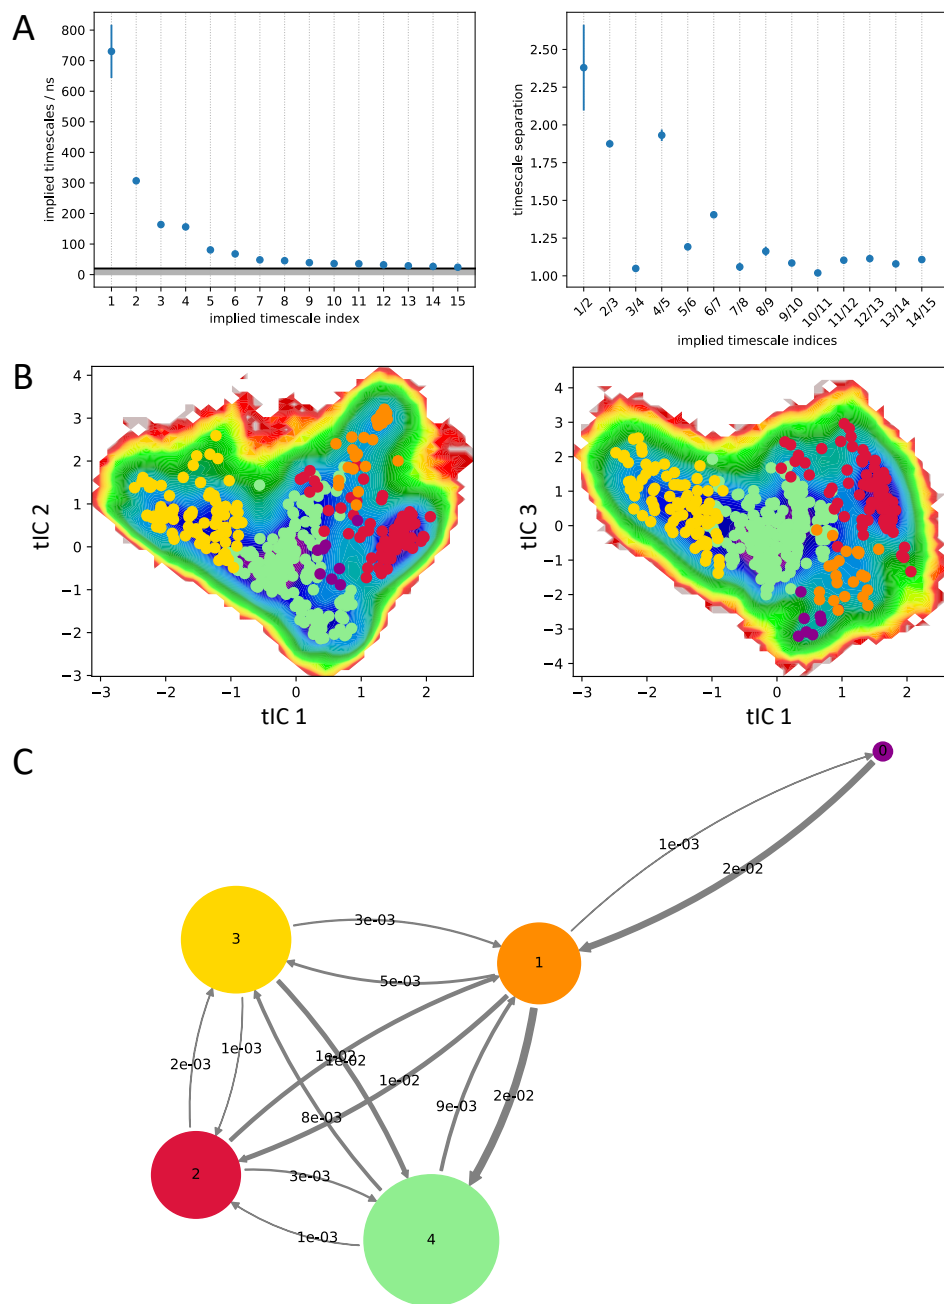 A
800
700
600
500
400
300
200
100
0
implied timescales / ns
1 2 3 4 5 6 7 8 9 10 11 12 13 14 15
implied timescale index
2.50
2.25
2.00
1.75
1.50
1.25
1.00
timescale separation
1/2 2/3 3/4 4/5 5/6 6/7 7/8 8/9 9/10 10/11 11/12 12/13 13/14 14/15
implied timescale indices
B
4
3
2
1
0
−1
−2
−3
tIC 2
−3 −2 −1 0 1 2
tIC 1
4
3
2
1
0
−1
−2
−3
−4
tIC 3
−3 −2 −1 0 1 2
tIC 1
C
0
1e-03
2e-02
3e-03
3
1
5e-03
1e-03
2e-03
1e-02
1e-02
1e-02
8e-03
9e-03
2e-02
2
3e-03
1e-03
4